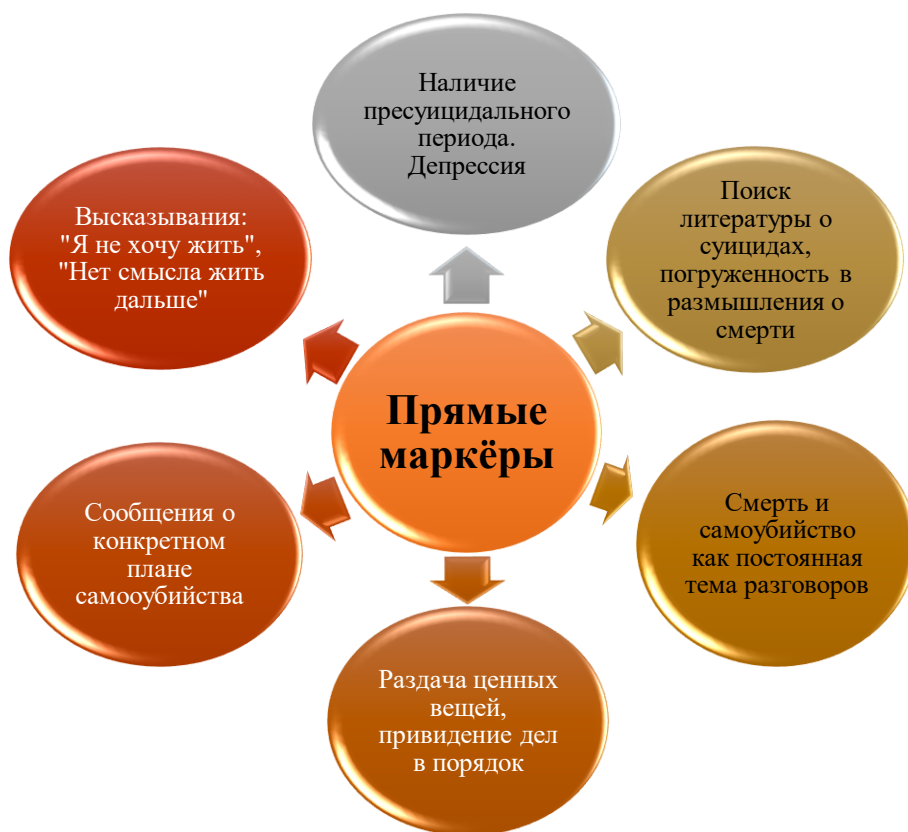 Наличие
пресуицидального
периода.
Депрессия
Поиск
литературы о
суицидах,
погруженность в
размышления о
смерти
Смерть и
самоубийство
как постоянная
тема разговоров
Раздача ценных
вещей,
привидение дел
в порядок
Сообщения о
конкретном
плане
самооубийства
Высказывания:
"Я не хочу жить",
"Нет смысла жить
дальше"
Прямые
маркёры